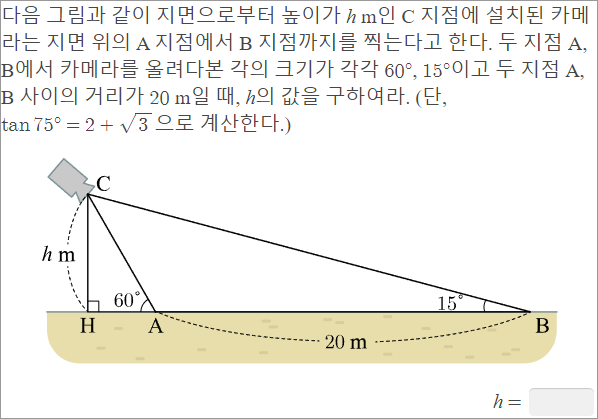 다음 그림과 같이 지면으로부터 높이가 h m인 C 지점에 설치된 카메
라는 지면 위의 A 지점에서 B 지점까지를 찍는다고 한다. 두 지점 A,
B에서 카메라를 올려다본 각의 크기가 각각 60°, 15°이고 두 지점 A,
B 사이의 거리가 20 m일 때, h의 값을 구하여라. (단,
tan 75° = 2 + √3 으로 계산한다.)
C
h m
60°
15°
H
A
B
20 m
h =